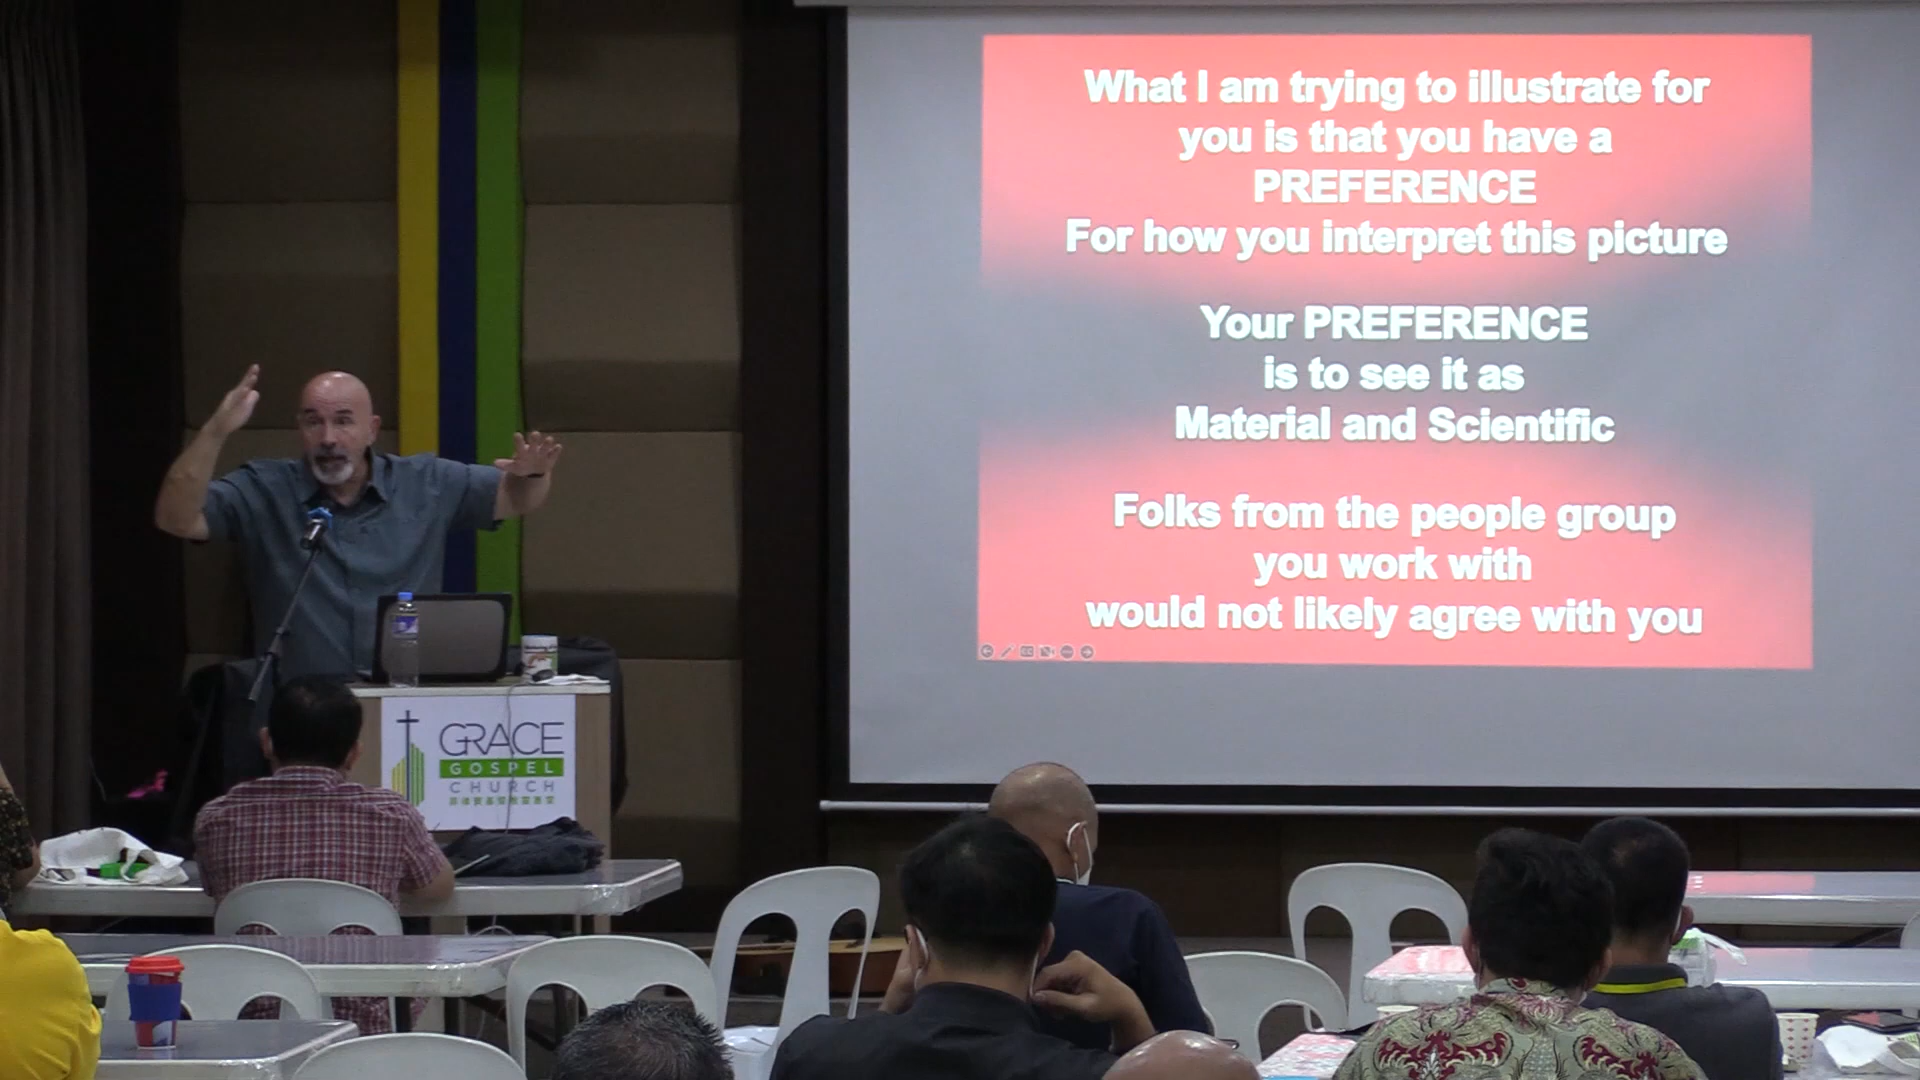 What I am trying to illustrate for
you is that you have a
PREFERENCE
For how you interpret this picture
Your PREFERENCE
is to see it as
Material and Scientific
Folks from the people group
you work with
would not likely agree with you
GRACE
GOSPEL
CHURCH